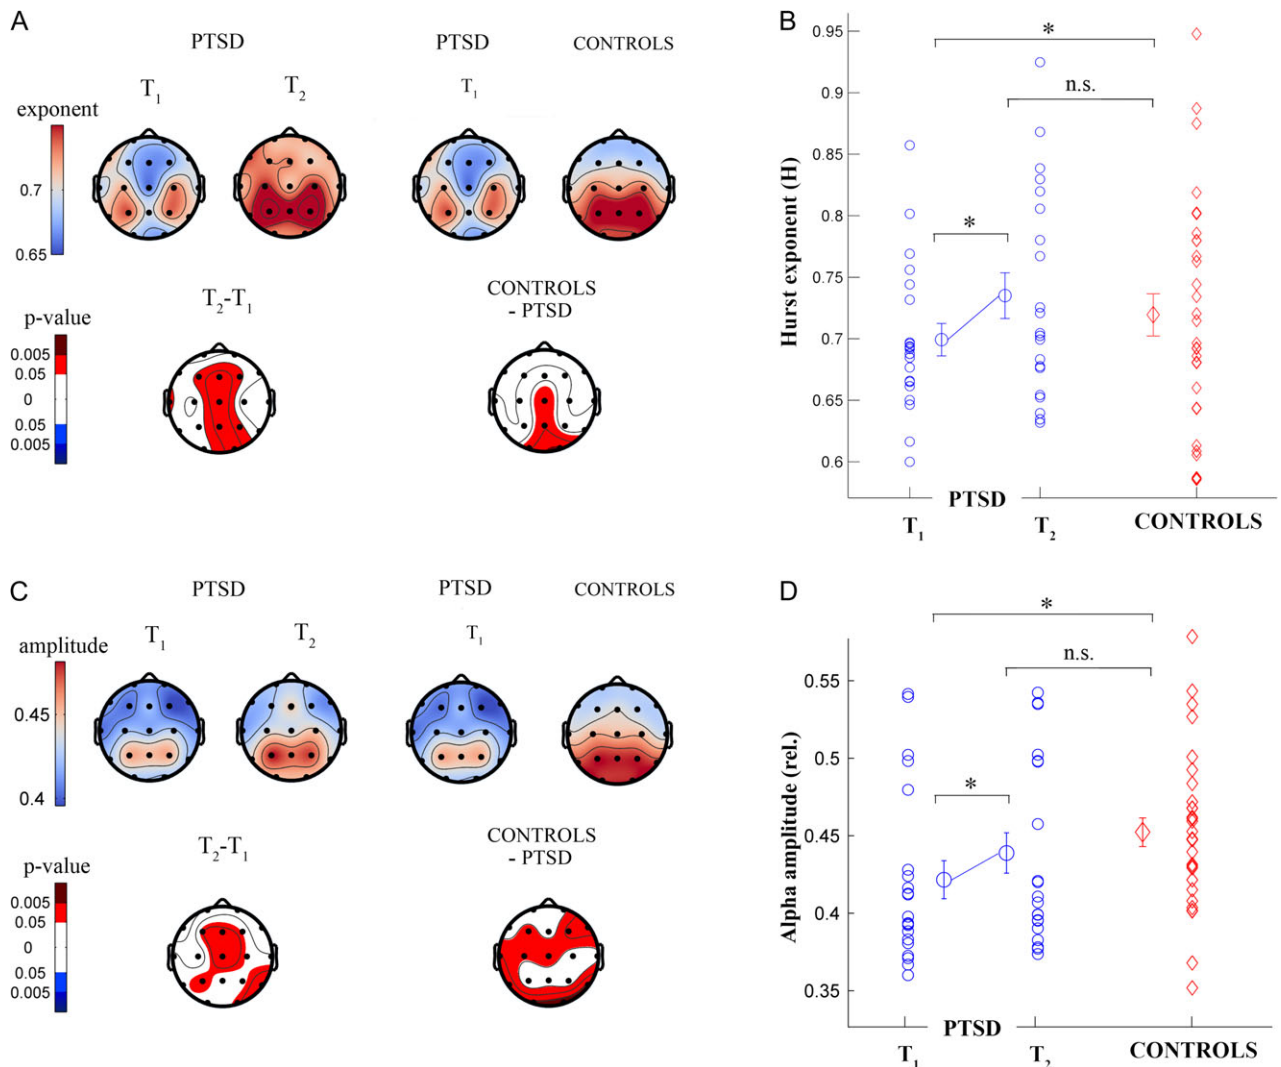 A
PTSD
PTSD
CONTROLS
T1
T2
T1
exponent
0.7
0.65
T2-T1
CONTROLS
- PTSD
p-value
0.005
0.05
0
0.05
0.005
B
Hurst exponent (H)
0.95
0.9
0.85
0.8
0.75
0.7
0.65
0.6
*
n.s.
*
PTSD
T1
T2
CONTROLS
C
PTSD
PTSD
CONTROLS
T1
T2
T1
amplitude
0.45
0.4
T2-T1
CONTROLS
- PTSD
p-value
0.005
0.05
0
0.05
0.005
D
Alpha amplitude (rel.)
0.55
0.5
0.45
0.4
0.35
*
n.s.
*
PTSD
T1
T2
CONTROLS